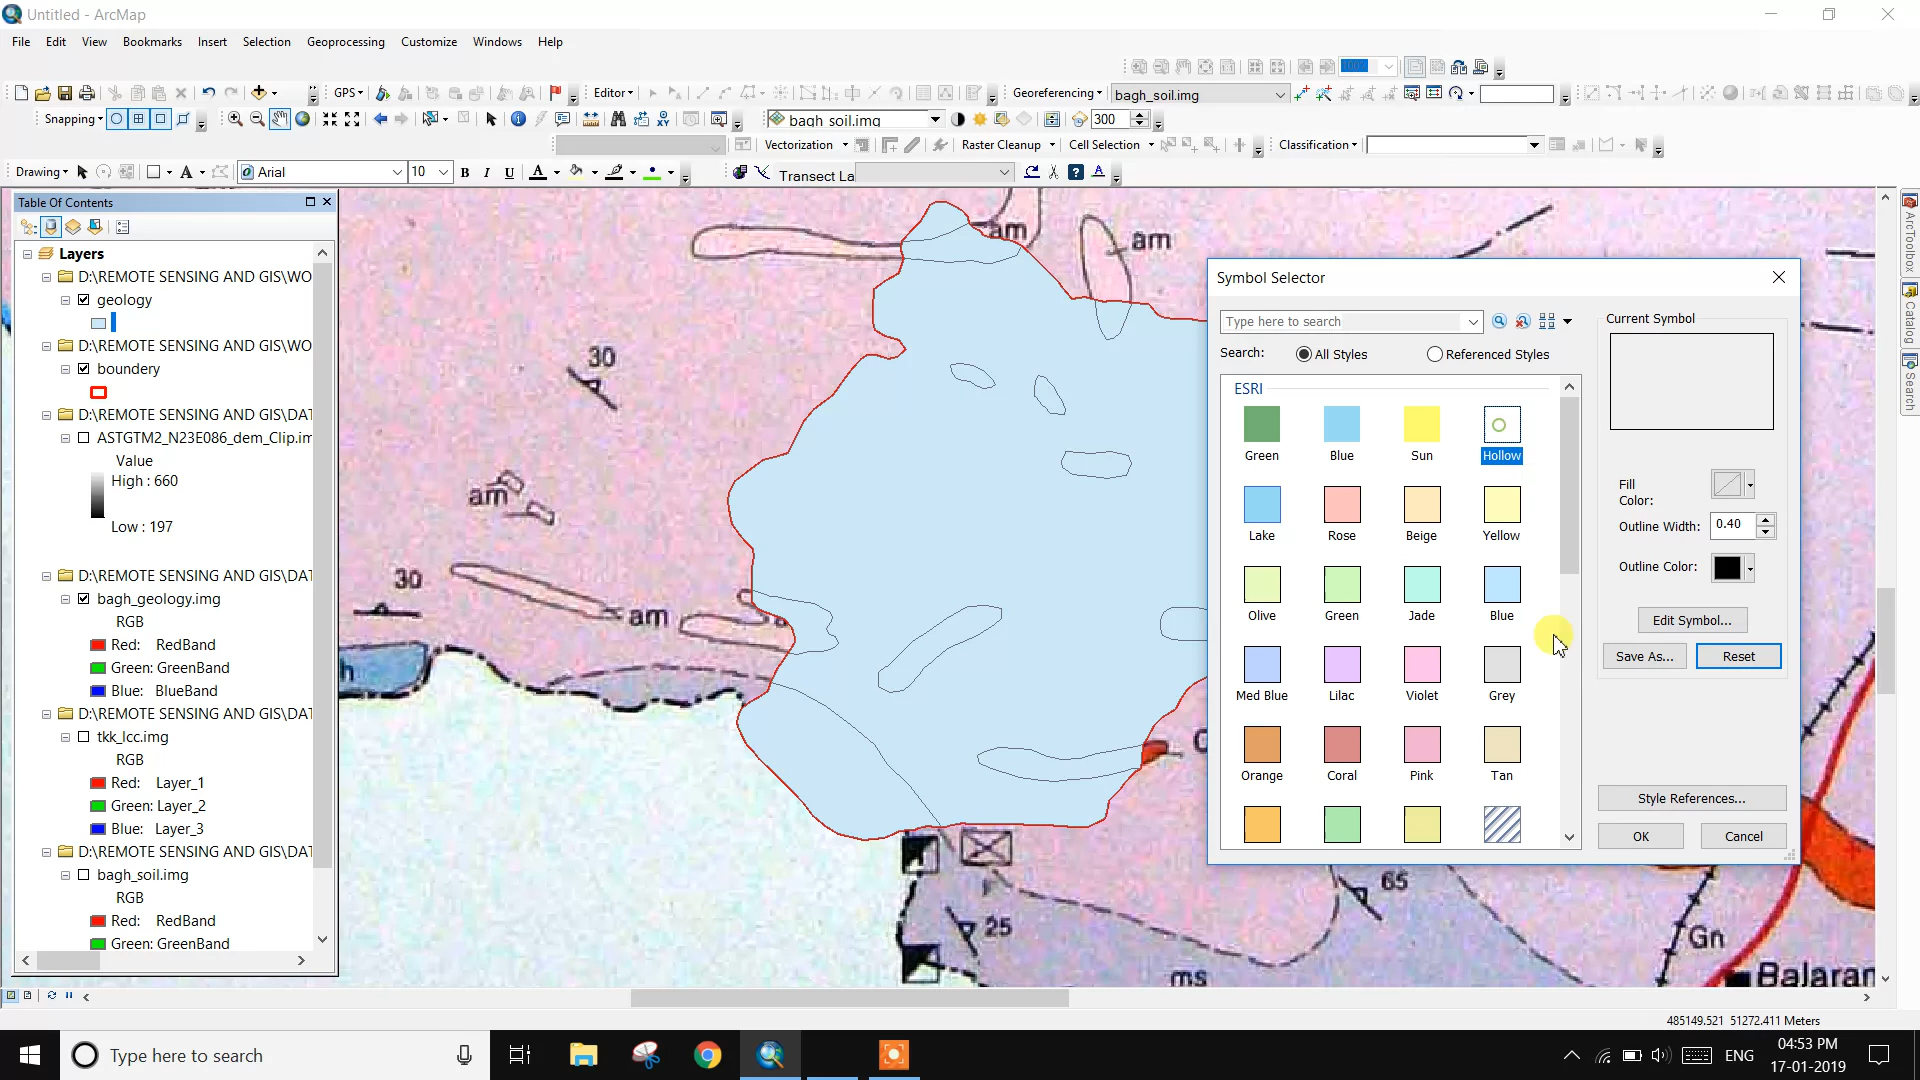 Untitled - ArcMap
File Edit View Bookmarks Insert Selection Geoprocessing Customize Windows Help
100%
GPS Editor Georeferencing bagh_soil.img
Snapping bagh_soil.img 300
Vectorization Raster Cleanup Cell Selection Classification
Drawing A Arial 10 B I U A Transect La
Table Of Contents
Layers
D:\REMOTE SENSING AND GIS\WO
geology
D:\REMOTE SENSING AND GIS\WO
boundery
D:\REMOTE SENSING AND GIS\DAT
ASTGTM2_N23E086_dem_Clip.im
Value
High : 660
Low : 197
D:\REMOTE SENSING AND GIS\DAT
bagh_geology.img
RGB
Red: RedBand
Green: GreenBand
Blue: BlueBand
D:\REMOTE SENSING AND GIS\DAT
tkk_lcc.img
RGB
Red: Layer_1
Green: Layer_2
Blue: Layer_3
D:\REMOTE SENSING AND GIS\DAT
bagh_soil.img
RGB
Red: RedBand
Green: GreenBand
am
am
30
am
30
am
h
65
25
Gn
ms
Balaran
Symbol Selector
Type here to search
Search: All Styles Referenced Styles
ESRI
Green Blue Sun Hollow
Lake Rose Beige Yellow
Olive Green Jade Blue
Med Blue Lilac Violet Grey
Orange Coral Pink Tan
Current Symbol
Fill
Color:
Outline Width: 0.40
Outline Color:
Edit Symbol...
Save As... Reset
Style References...
OK Cancel
ArcToolbox
Catalog
Search
485149.521 51272.411 Meters
Type here to search
ENG
04:53 PM
17-01-2019